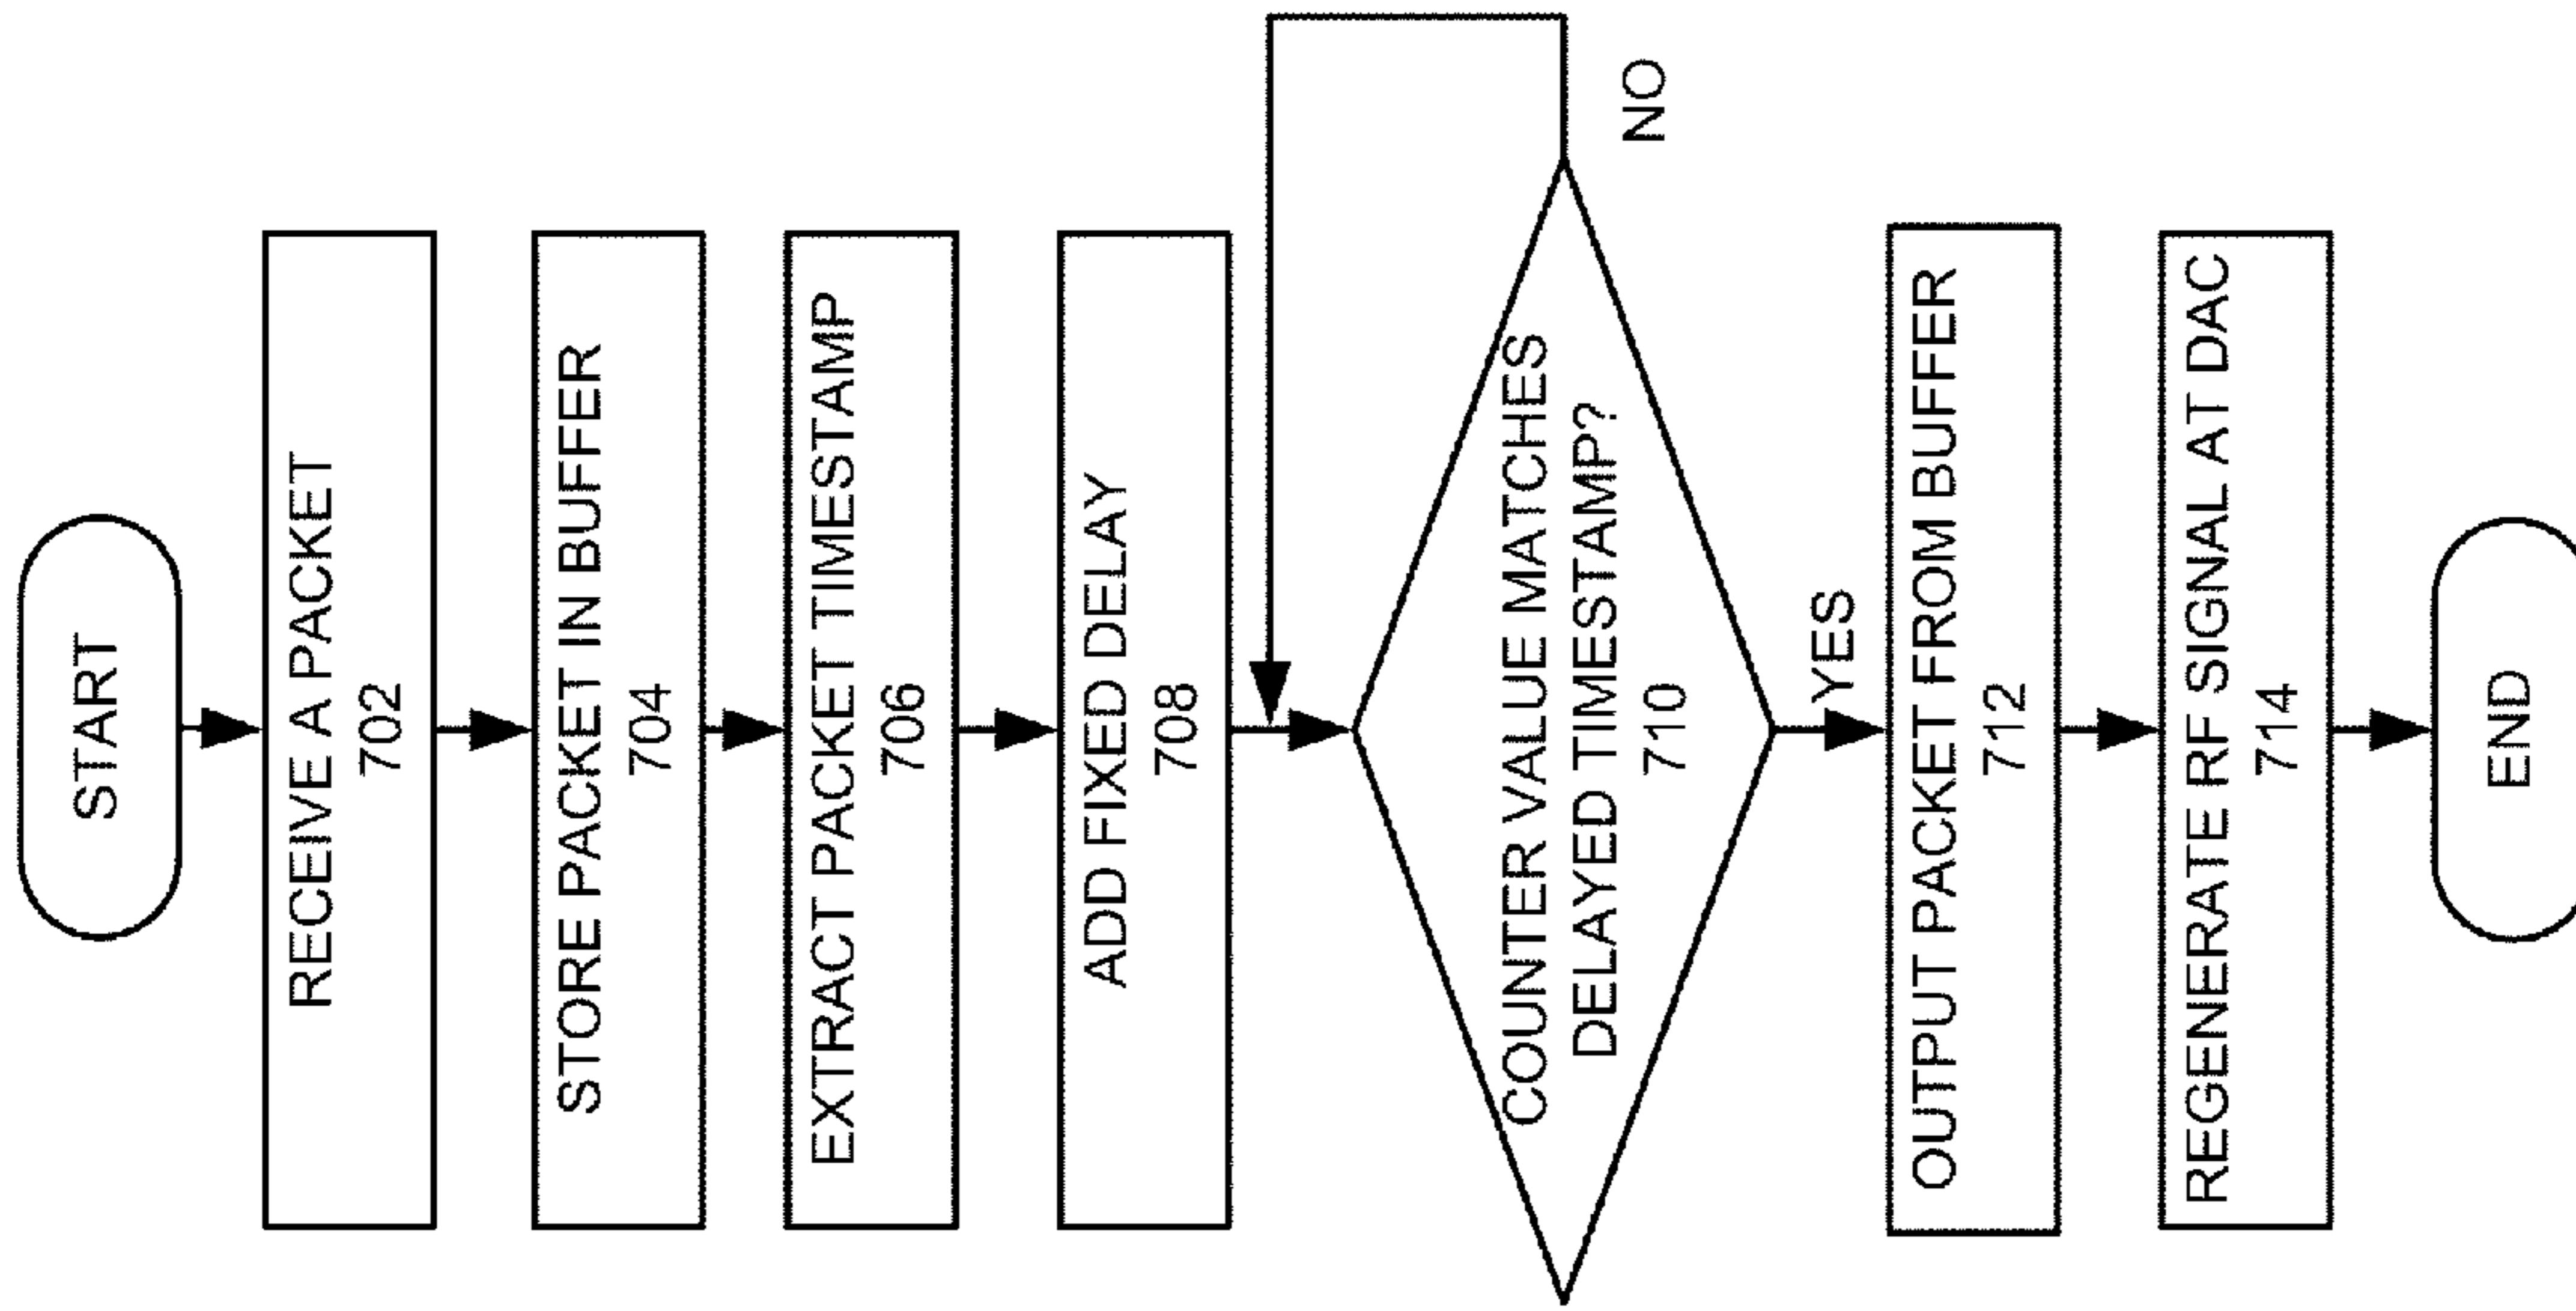 START
RECEIVE A PACKET
702
STORE PACKET IN BUFFER
704
EXTRACT PACKET TIMESTAMP
706
ADD FIXED DELAY
708
COUNTER VALUE MATCHES
DELAYED TIMESTAMP?
710
NO
YES
OUTPUT PACKET FROM BUFFER
712
REGENERATE RF SIGNAL AT DAC
714
END